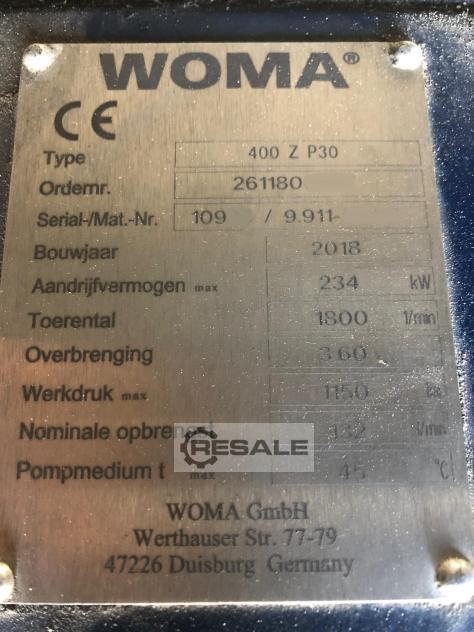 WOMA®
CE
Type 400 Z P30
Ordernr. 261180
Serial-/Mat.-Nr. 109 / 9.911-
Bouwjaar 2018
Aandrijfvermogen max 234 kW
Toerental 1800 1/min
Overbrenging 3.60
Werkdruk max 1150
Nominale 132 l/min
RESALE
Pompmedium t max 45 °C
WOMA GmbH
Werthauser Str. 77-79
47226 Duisburg Germany